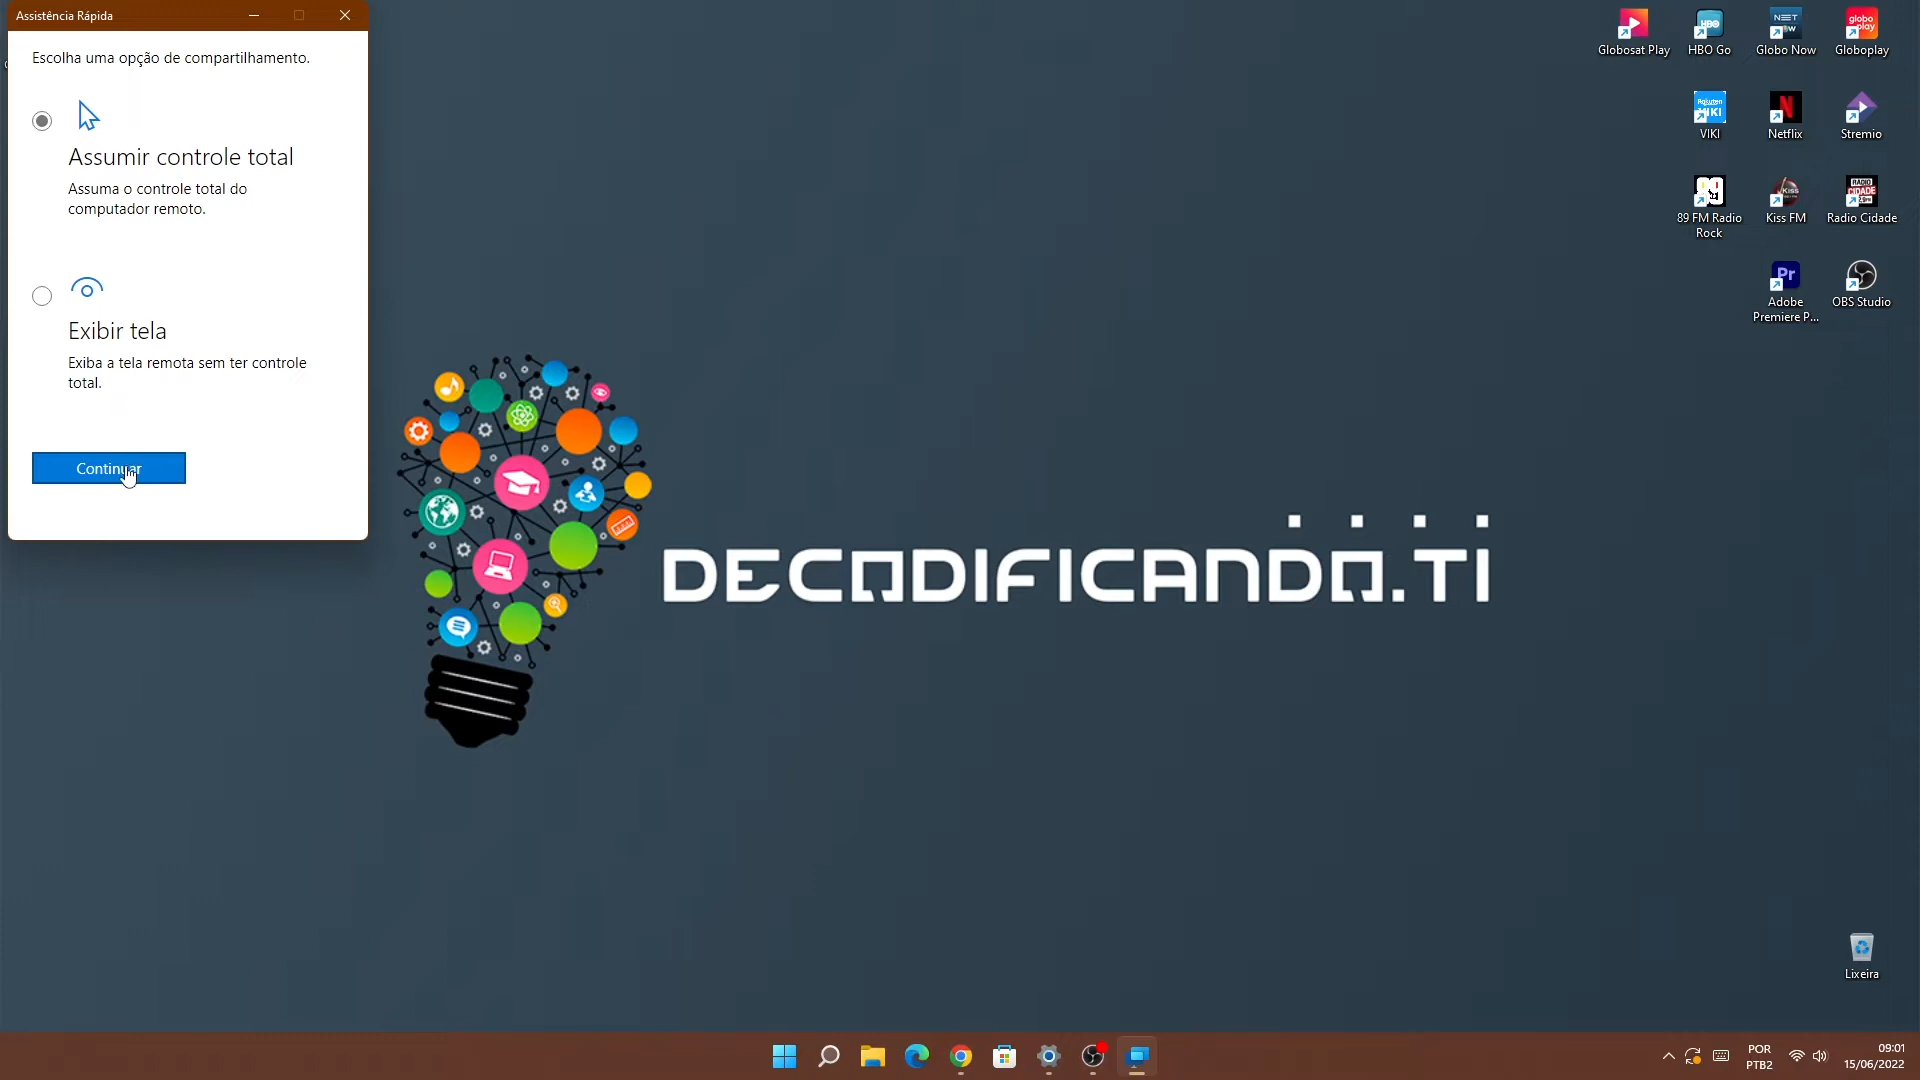 Assistência Rápida
Escolha uma opção de compartilhamento.
Assumir controle total
Assuma o controle total do
computador remoto.
Exibir tela
Exiba a tela remota sem ter controle
total.
Continuar
Globosat Play
HBO Go
Globo Now
Globoplay
VIKI
Netflix
Stremio
89 FM Radio
Rock
Kiss FM
Radio Cidade
Adobe
Premiere P...
OBS Studio
DECODIFICANDO.TI
Lixeira
POR
PTB2
09:01
15/06/2022